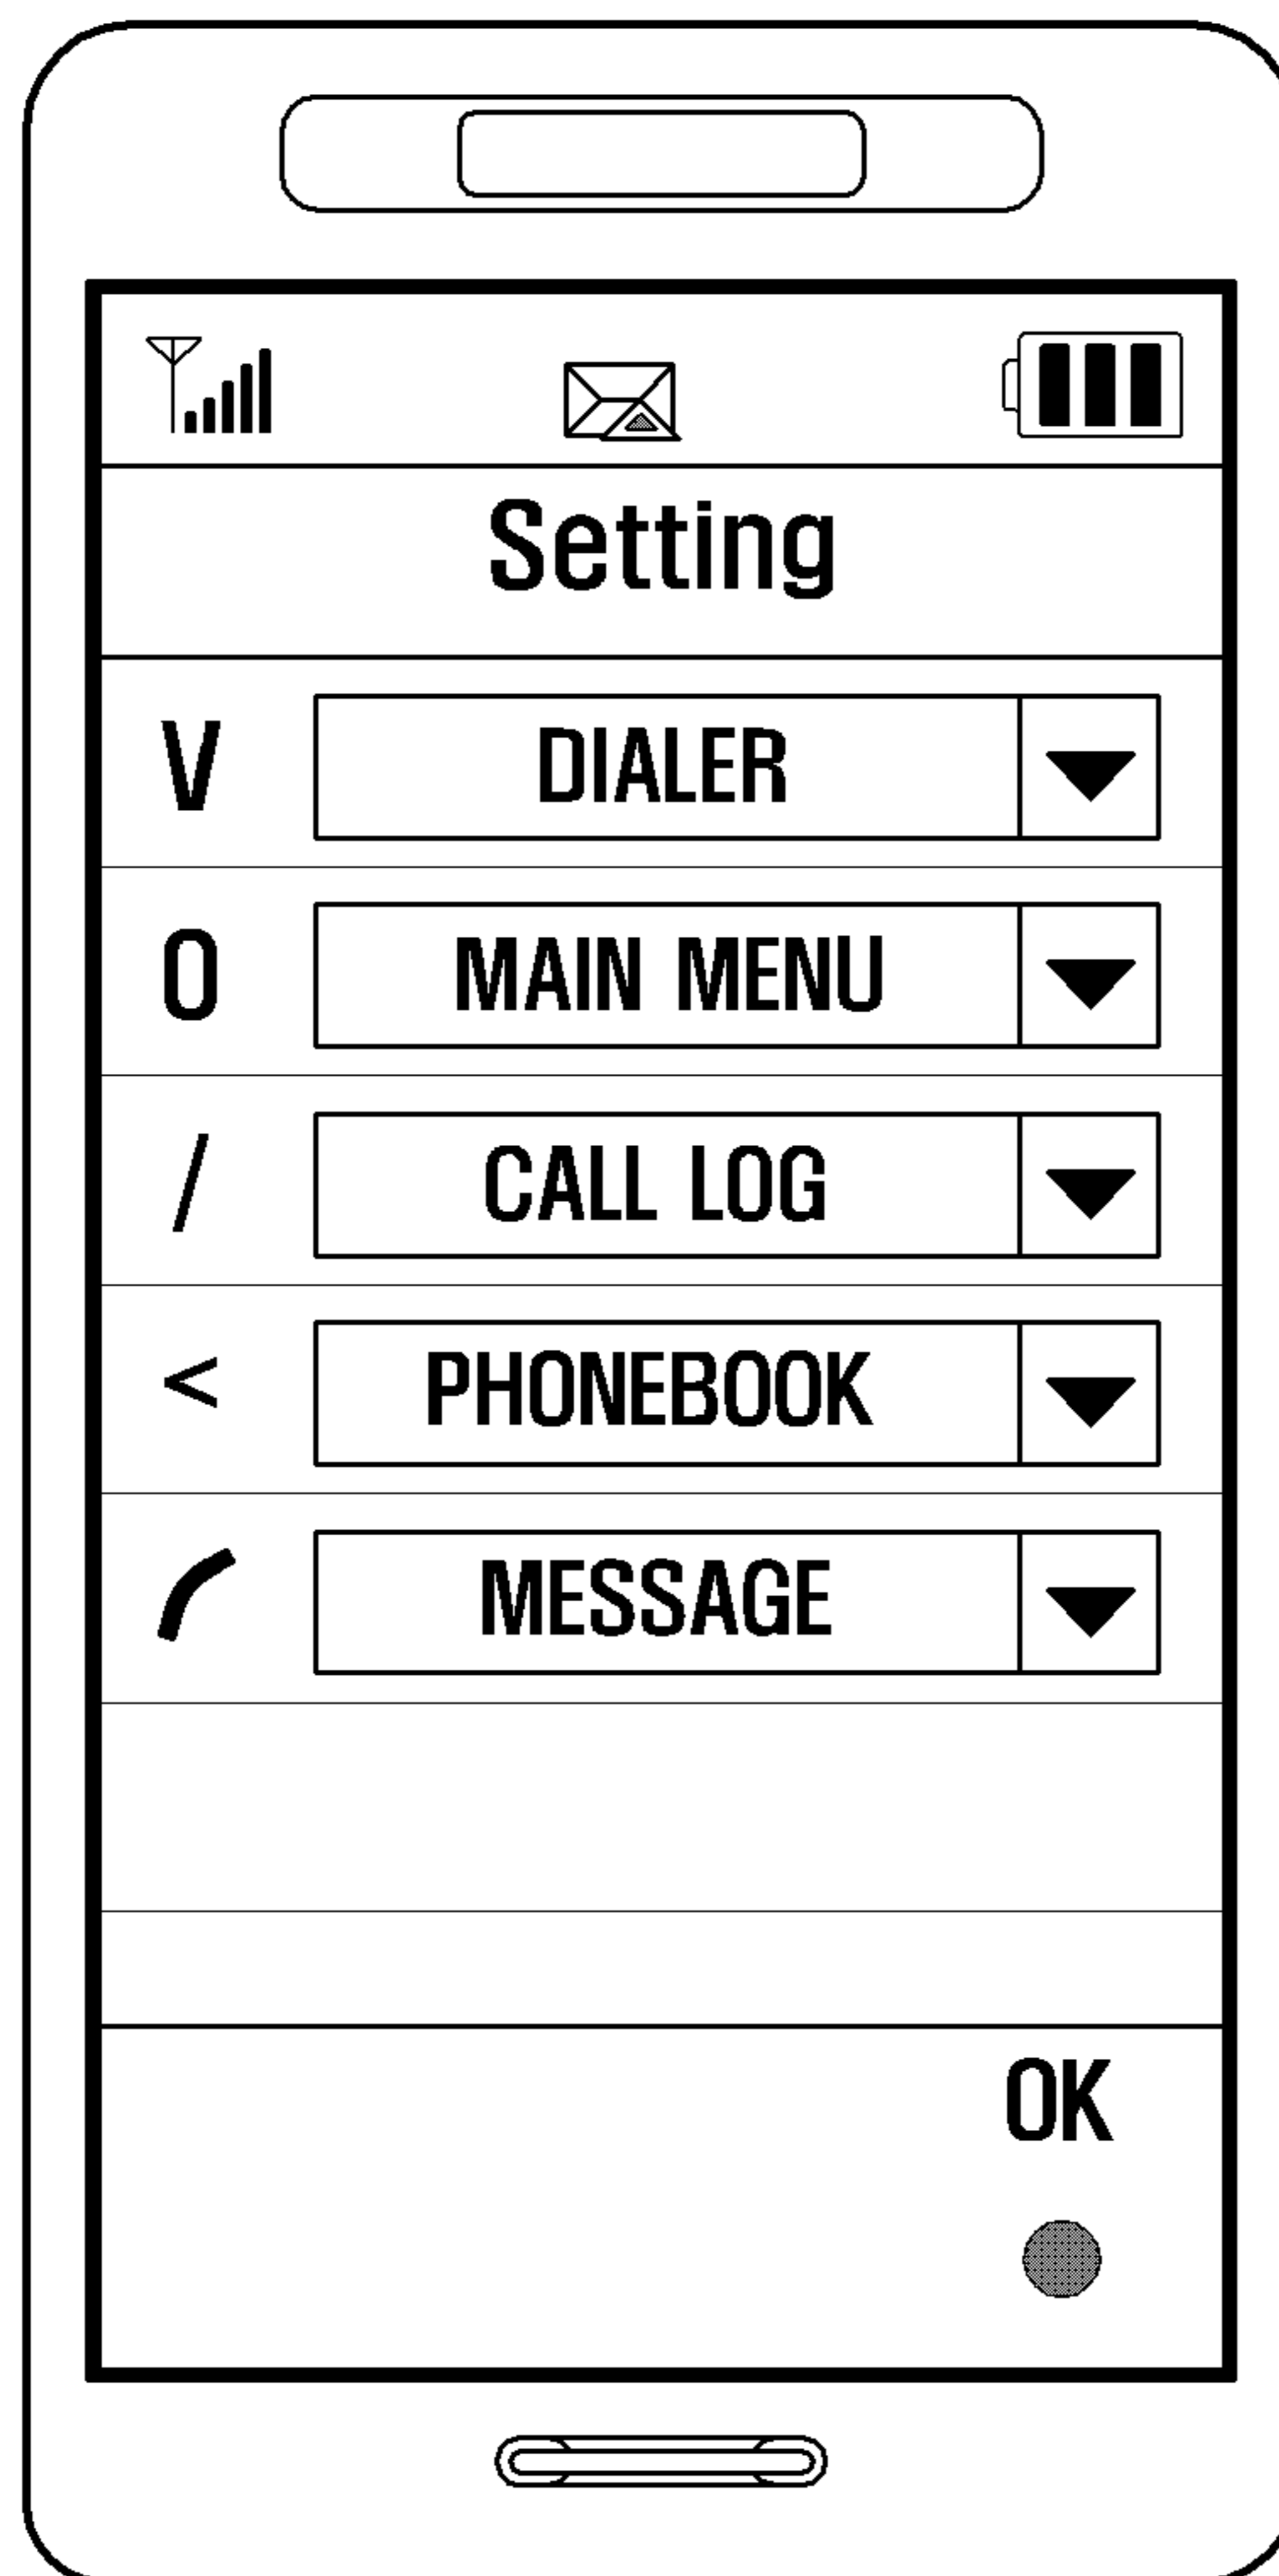 Setting
V DIALER
O MAIN MENU
/ CALL LOG
< PHONEBOOK
MESSAGE
OK